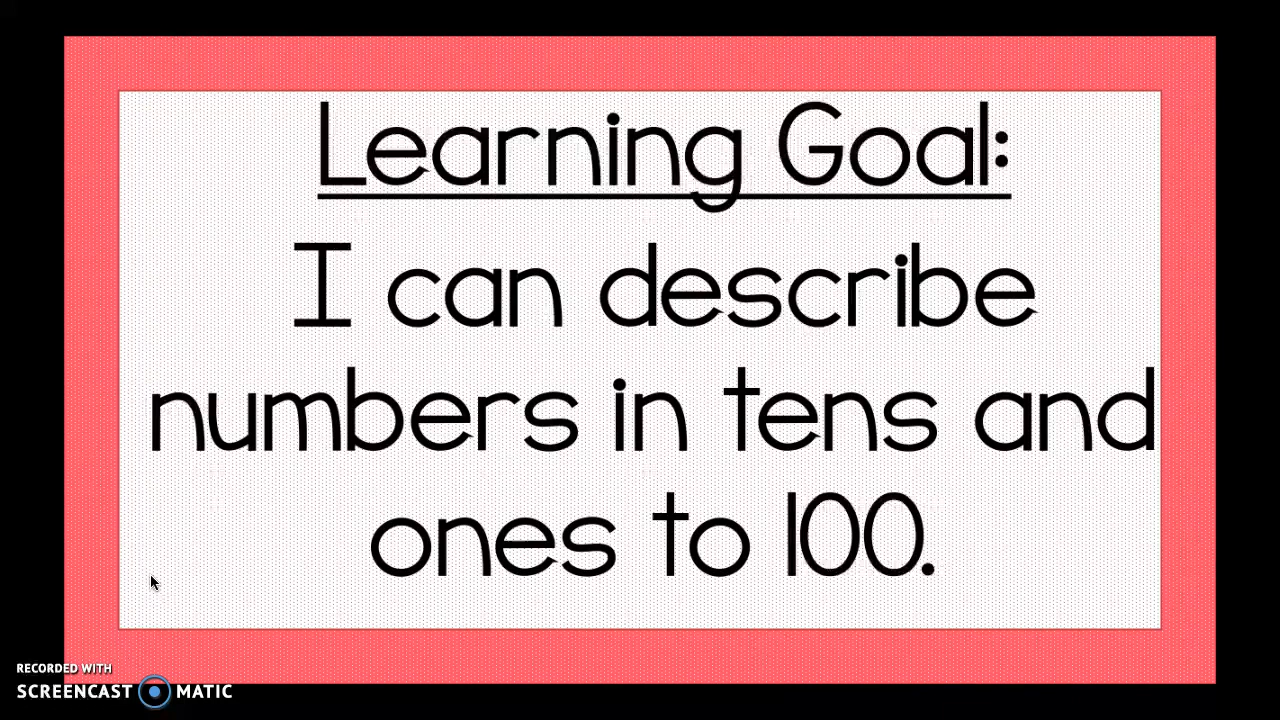 Learning Goal:
I can describe
numbers in tens and
ones to 100.
RECORDED WITH
SCREENCAST MATIC